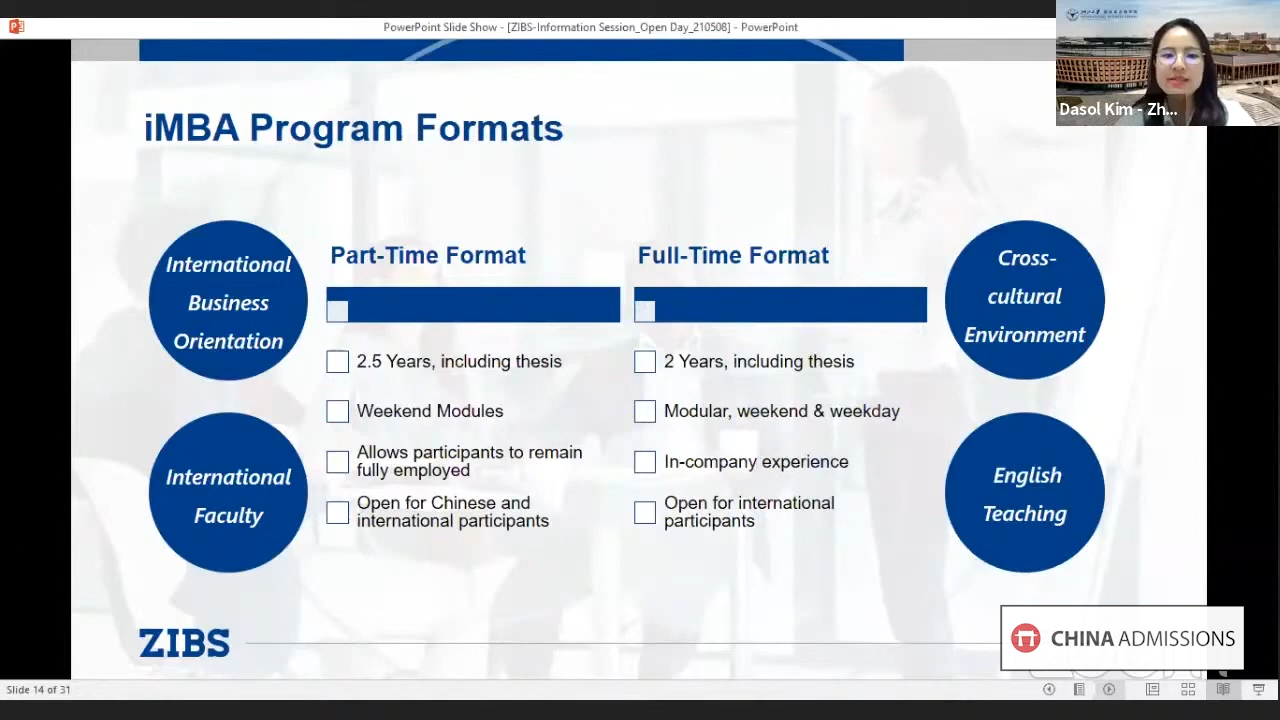 PowerPoint Slide Show - [ZIBS-Information Session_Open Day_210508] - PowerPoint
Dasol Kim - Zh...
iMBA Program Formats
International
Business
Orientation
International
Faculty
Part-Time Format
2.5 Years, including thesis
Weekend Modules
Allows participants to remain
fully employed
Open for Chinese and
international participants
Full-Time Format
2 Years, including thesis
Modular, weekend & weekday
In-company experience
Open for international
participants
Cross-
cultural
Environment
English
Teaching
ZIBS
CHINA ADMISSIONS
Slide 14 of 31